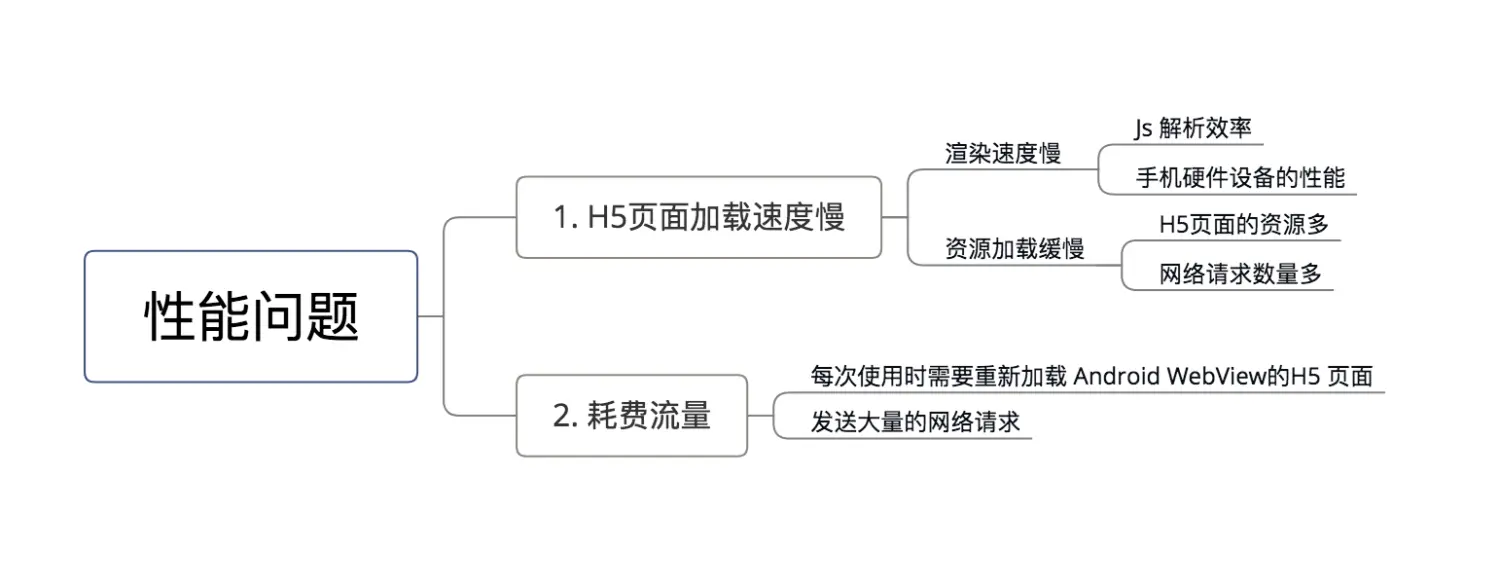 性能问题
1. H5页面加载速度慢
渲染速度慢
Js 解析效率
手机硬件设备的性能
资源加载缓慢
H5页面的资源多
网络请求数量多
2. 耗费流量
每次使用时需要重新加载 Android WebView的H5 页面
发送大量的网络请求